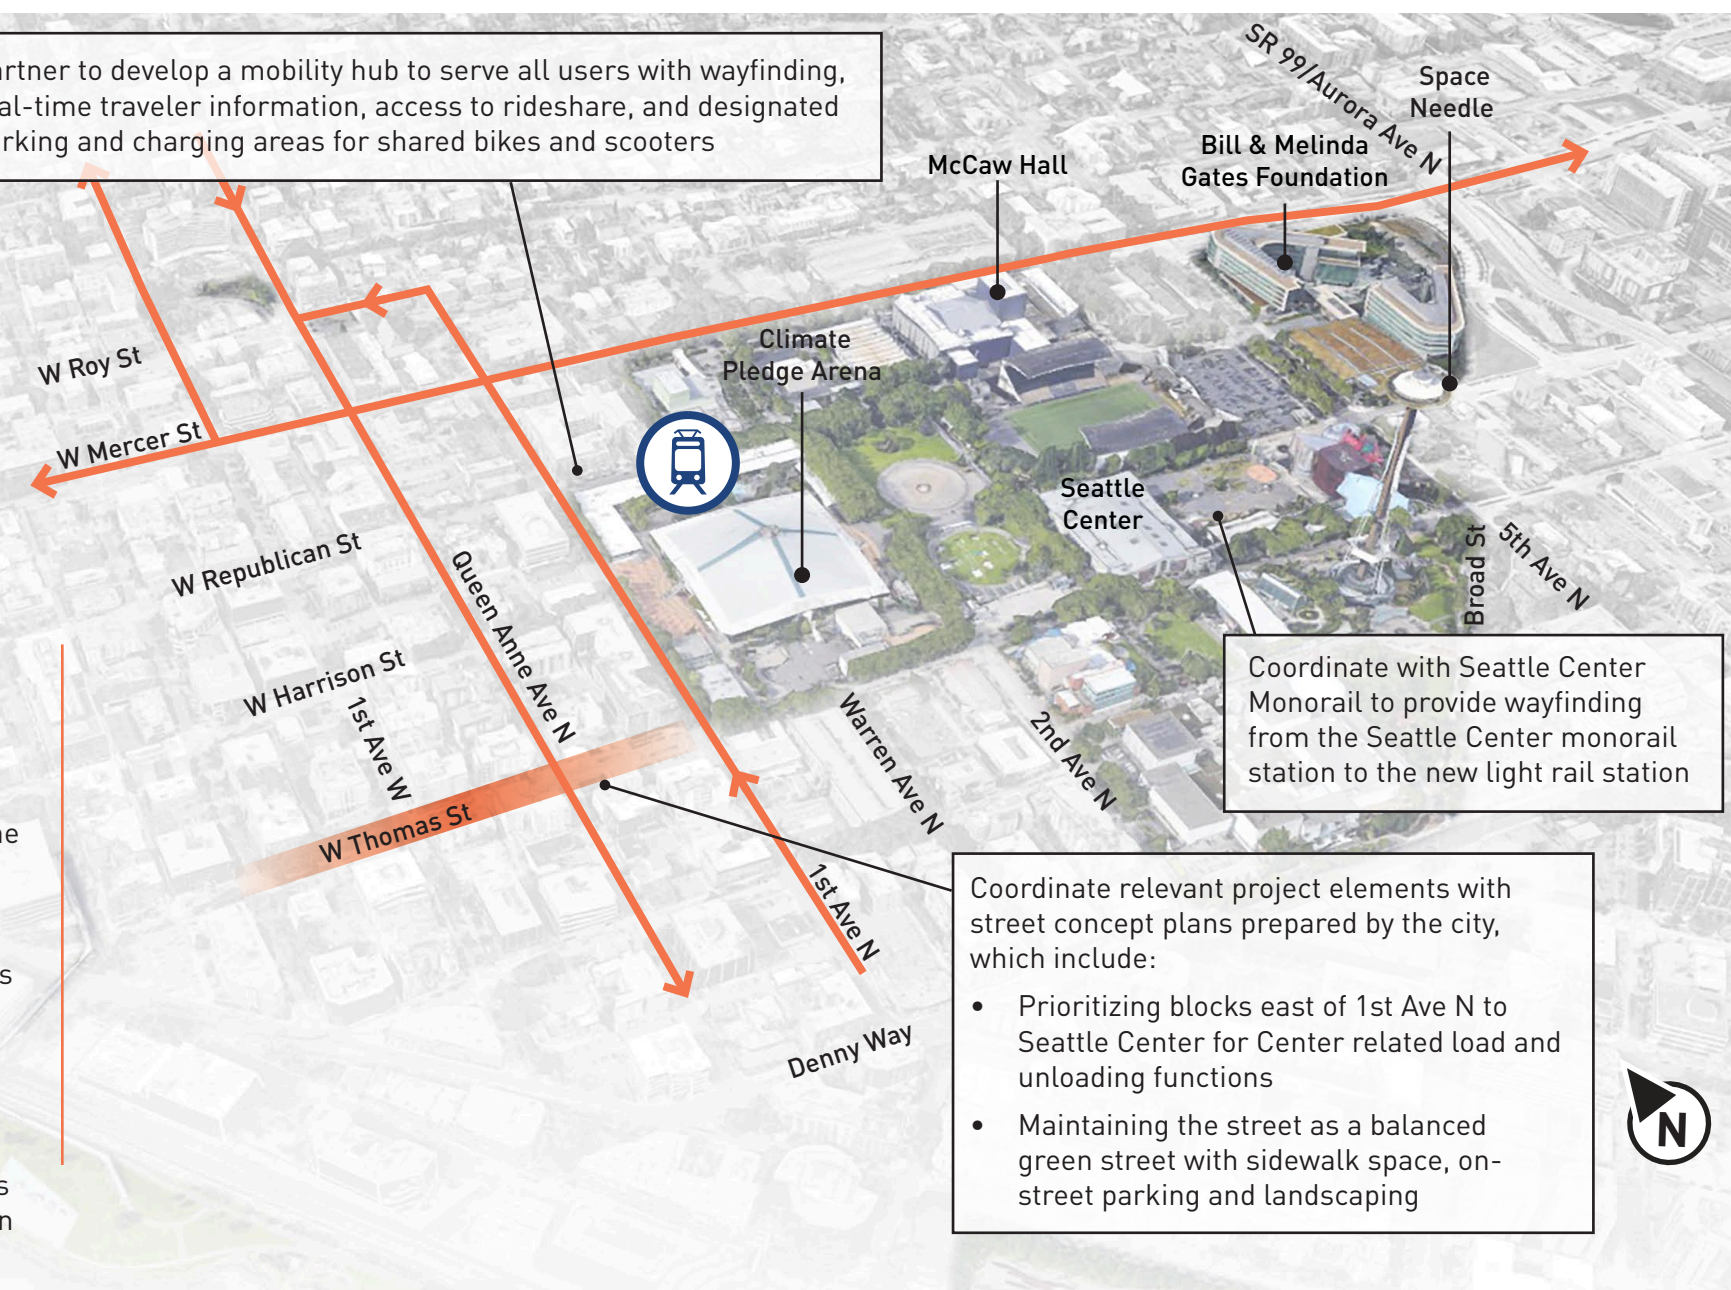 to develop a mobility hub to serve all users with wayfinding,
traveler information, access to rideshare, and designated
and charging areas for shared bikes and scooters
SR 99/Aurora Ave N
Space
Needle
Bill & Melinda
Gates Foundation
McCaw Hall
Climate
Pledge Arena
W Roy St
W Mercer St
Seattle
Center
W Republican St
Queen Anne Ave N
Broad St
5th Ave N
W Harrison St
1st Ave W
Warren Ave N
2nd Ave N
Coordinate with Seattle Center
Monorail to provide wayfinding
from the Seattle Center monorail
station to the new light rail station
W Thomas St
1st Ave N
Coordinate relevant project elements with
street concept plans prepared by the city,
which include:
• Prioritizing blocks east of 1st Ave N to
Seattle Center for Center related load and
unloading functions
• Maintaining the street as a balanced
green street with sidewalk space, on-
street parking and landscaping
Denny Way
N